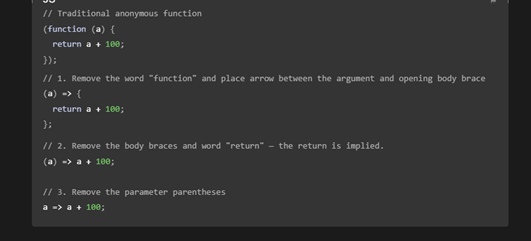 // Traditional anonymous function
(function (a) {
  return a + 100;
});
// 1. Remove the word "function" and place arrow between the argument and opening body brace
(a) => {
  return a + 100;
};
// 2. Remove the body braces and word "return" — the return is implied.
(a) => a + 100;
// 3. Remove the parameter parentheses
a => a + 100;